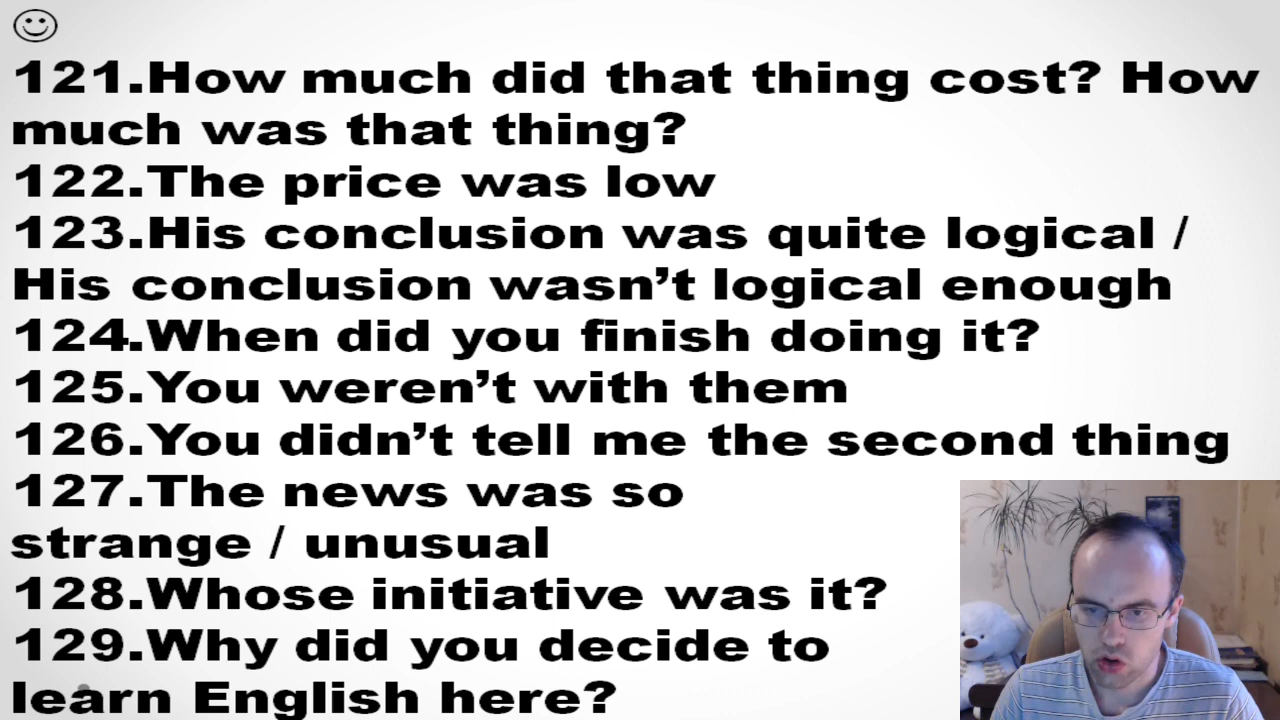 121.How much did that thing cost? How
much was that thing?
122.The price was low
123.His conclusion was quite logical /
His conclusion wasn’t logical enough
124.When did you finish doing it?
125.You weren’t with them
126.You didn’t tell me the second thing
127.The news was so
strange / unusual
128.Whose initiative was it?
129.Why did you decide to
learn English here?